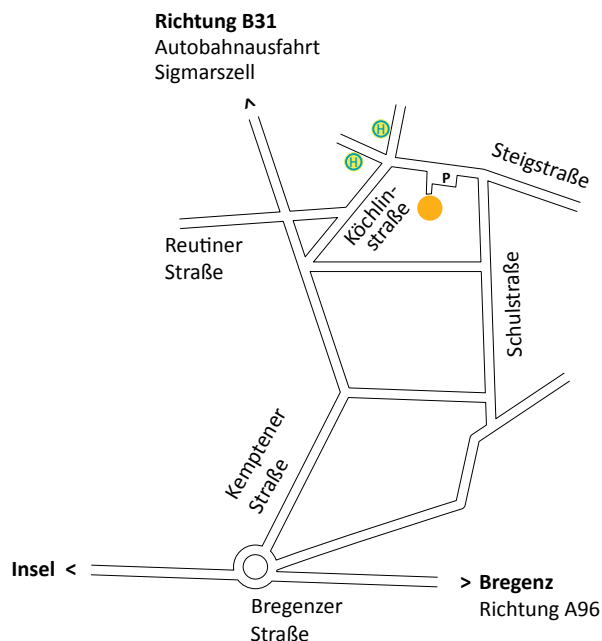 Richtung B31
Autobahnausfahrt
Sigmarszell
H
H
P
Steigstraße
Köchlin-
straße
Reutiner
Straße
Schulstraße
Kemptener
Straße
Insel <
> Bregenz
Richtung A96
Bregenzer
Straße